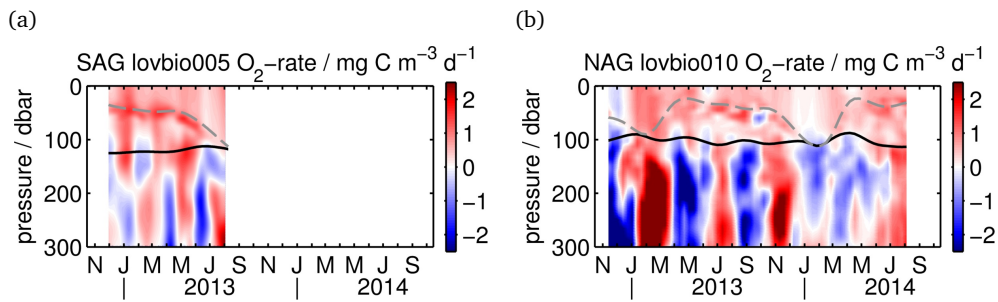 (a)
SAG lovbio005 O₂−rate / mg C m⁻³ d⁻¹
pressure / dbar
0
100
200
300
N J M M J S N J M M J S
| 2013 | 2014
2
1
0
−1
−2
(b)
NAG lovbio010 O₂−rate / mg C m⁻³ d⁻¹
pressure / dbar
0
100
200
300
N J M M J S N J M M J S
| 2013 | 2014
2
1
0
−1
−2